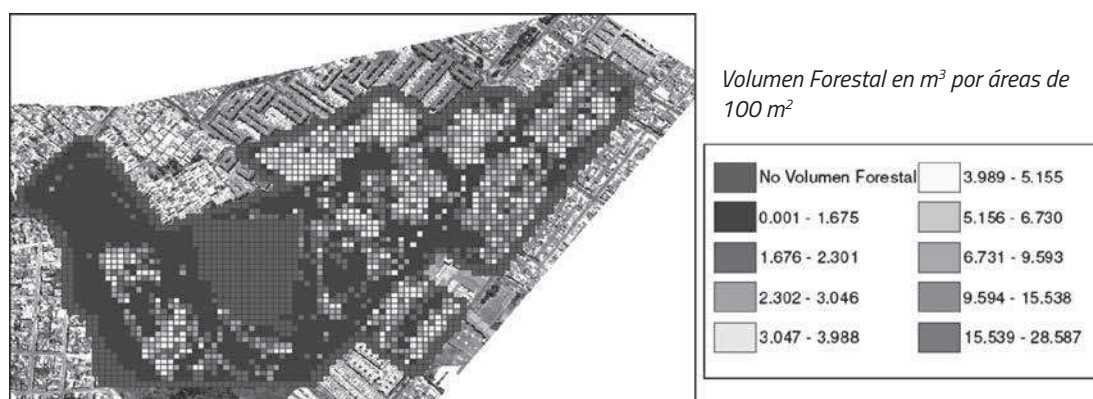 Volumen Forestal en m³ por áreas de
100 m²
No Volumen Forestal
0.001 - 1.675
1.676 - 2.301
2.302 - 3.046
3.047 - 3.988
3.989 - 5.155
5.156 - 6.730
6.731 - 9.593
9.594 - 15.538
15.539 - 28.587